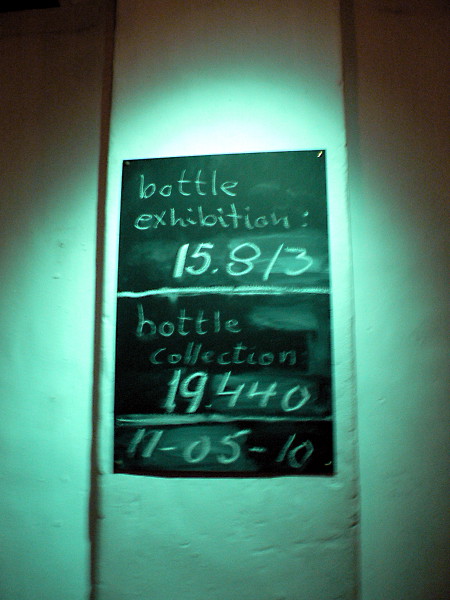 bottle
exhibition:
15.813
bottle
collection
19.440
11-05-10